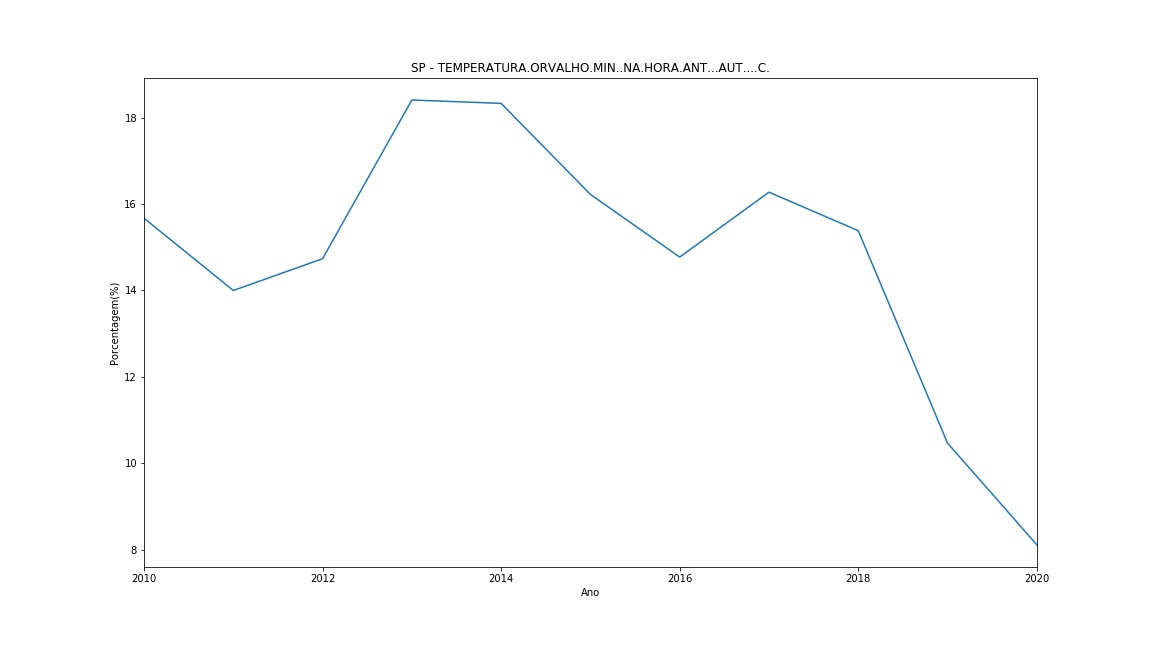 SP - TEMPERATURA.ORVALHO.MIN..NA.HORA.ANT...AUT....C.
18
16
14
12
10
8
Porcentagem(%)
2010 2012 2014 2016 2018 2020
Ano